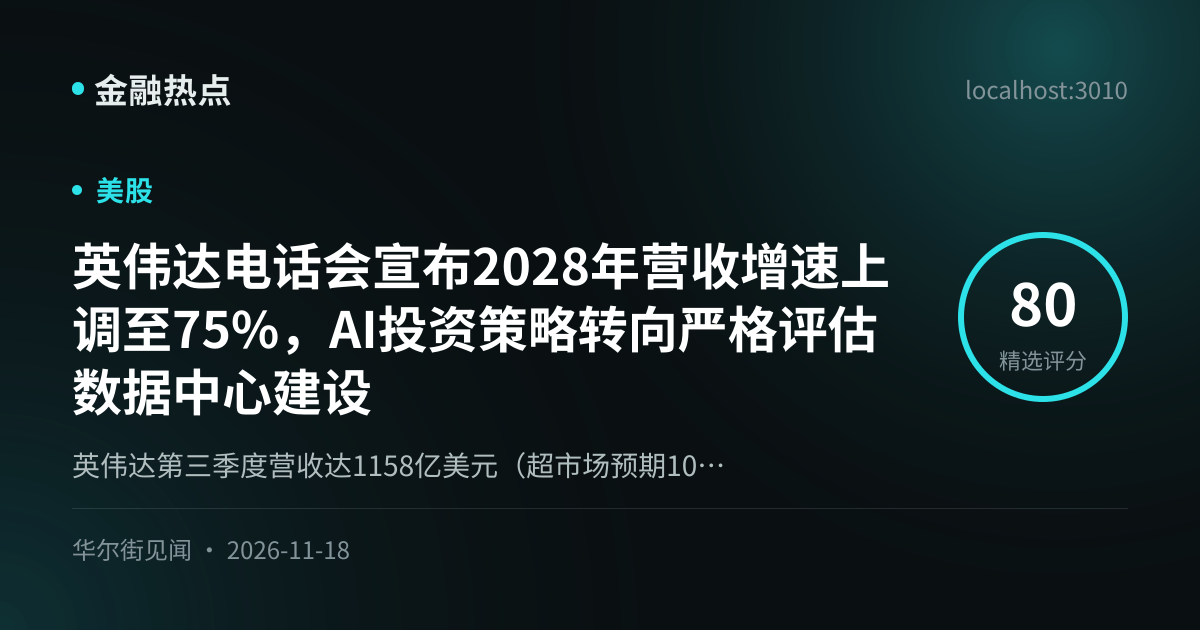 金融热点
localhost:3010
美股
英伟达电话会宣布2028年营收增速上
调至75%，AI投资策略转向严格评估
数据中心建设
80
精选评分
英伟达第三季度营收达1158亿美元（超市场预期10…
华尔街见闻 · 2026-11-18